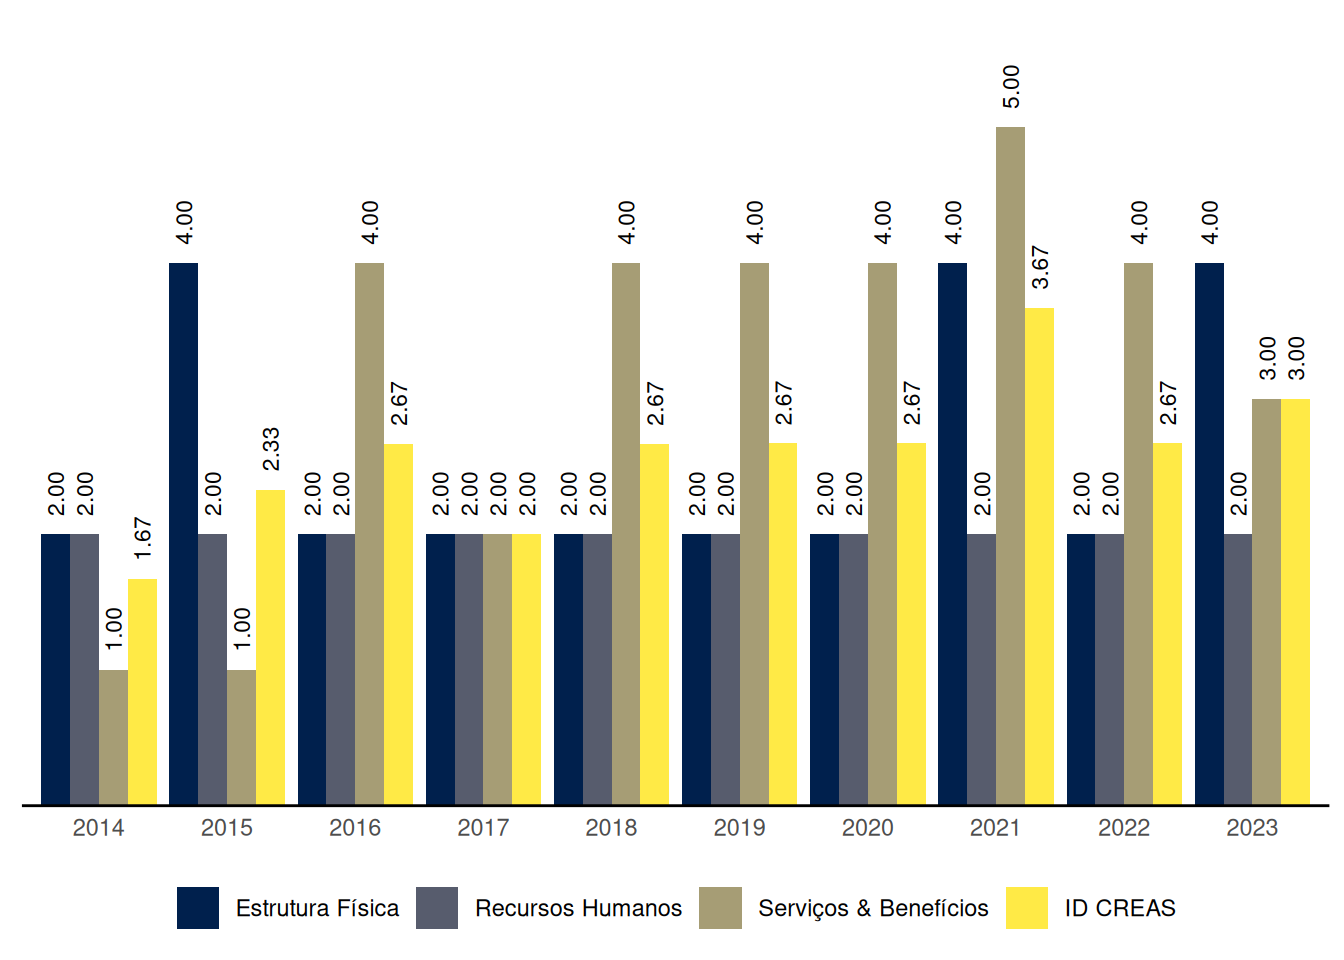 5.00
4.00 4.00 4.00 4.00 4.00 4.00 4.00 4.00
3.67
3.00 3.00
2.67 2.67 2.67 2.67 2.67
2.33
2.00 2.00 2.00 2.00 2.00 2.00 2.00 2.00 2.00 2.00 2.00 2.00 2.00 2.00 2.00 2.00 2.00 2.00 2.00 2.00
1.67
1.00 1.00
2014 2015 2016 2017 2018 2019 2020 2021 2022 2023
Estrutura Física Recursos Humanos Serviços & Benefícios ID CREAS